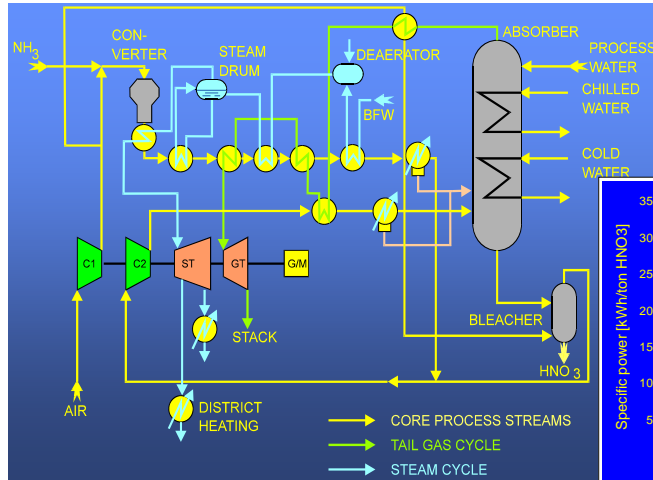 CON-
VERTER
ABSORBER
NH3
STEAM
DRUM
DEAERATOR
PROCESS
WATER
CHILLED
WATER
BFW
COLD
WATER
C1
C2
ST
GT
G/M
STACK
BLEACHER
HNO 3
AIR
DISTRICT
HEATING
CORE PROCESS STREAMS
TAIL GAS CYCLE
STEAM CYCLE
Specific power [kWh/ton HNO3]
35
30
25
20
15
10
5